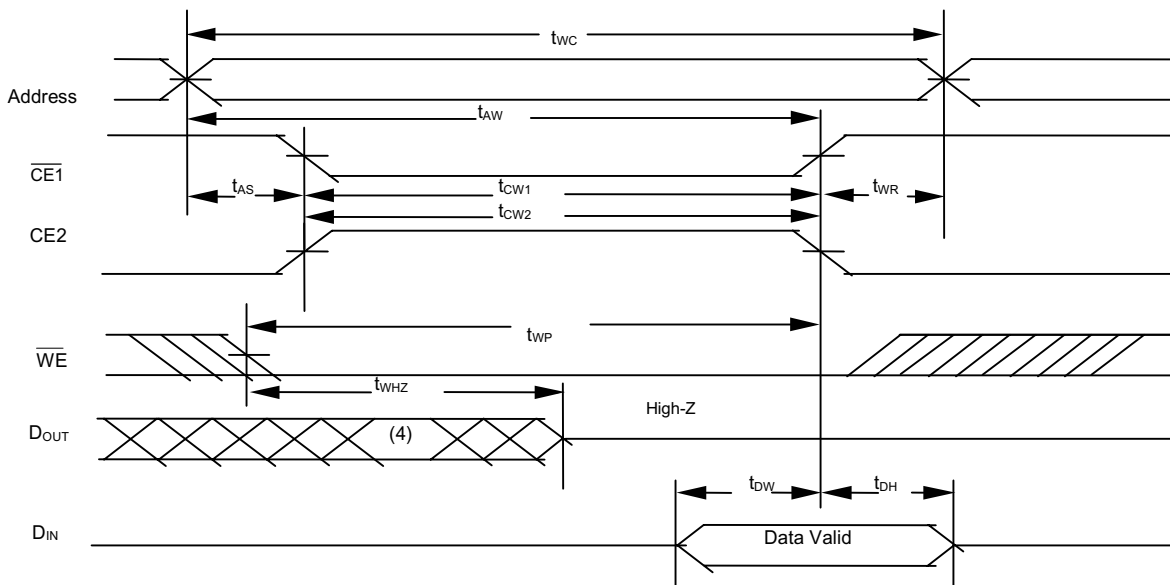 tWC
Address
tAW
CE1
tAS
tCW1
tWR
tCW2
CE2
tWP
WE
tWHZ
High-Z
DOUT
(4)
tDW
tDH
DIN
Data Valid